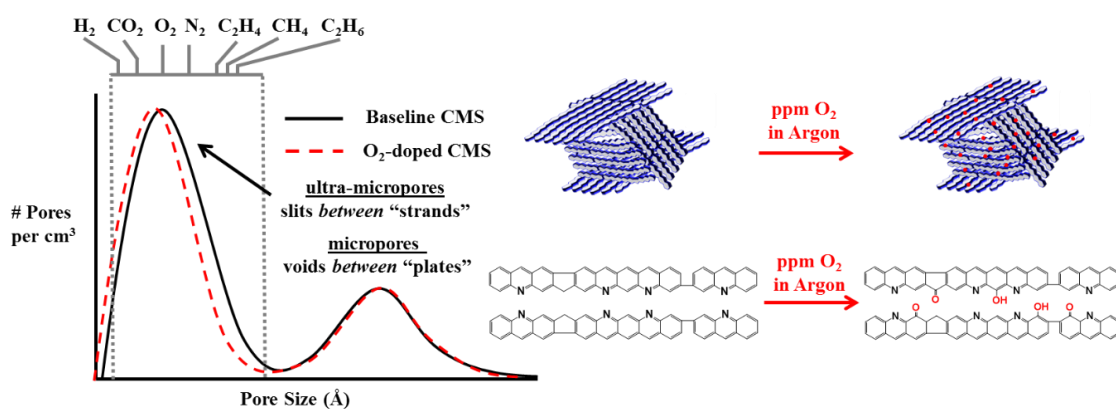 H2 CO2 O2 N2 C2H4 CH4 C2H6
Baseline CMS
O2-doped CMS
ultra-micropores
slits between “strands”
micropores
voids between “plates”
# Pores
per cm3
Pore Size (Å)
ppm O2
in Argon
ppm O2
in Argon
N N N N
N N N N
N N N N
O OH
O OH O
N N N N